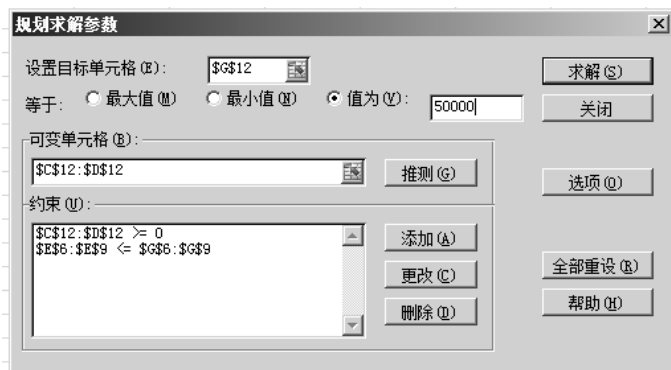 规划求解参数
设置目标单元格(E): $G$12 求解(S)
等于: 最大值(M) 最小值(N) 值为(V): 50000 关闭
可变单元格(B):
$C$12:$D$12 推测(G) 选项(O)
约束(U):
$C$12:$D$12 >= 0 添加(A)
$E$6:$E$9 <= $G$6:$G$9
更改(C) 全部重设(R)
删除(D) 帮助(H)